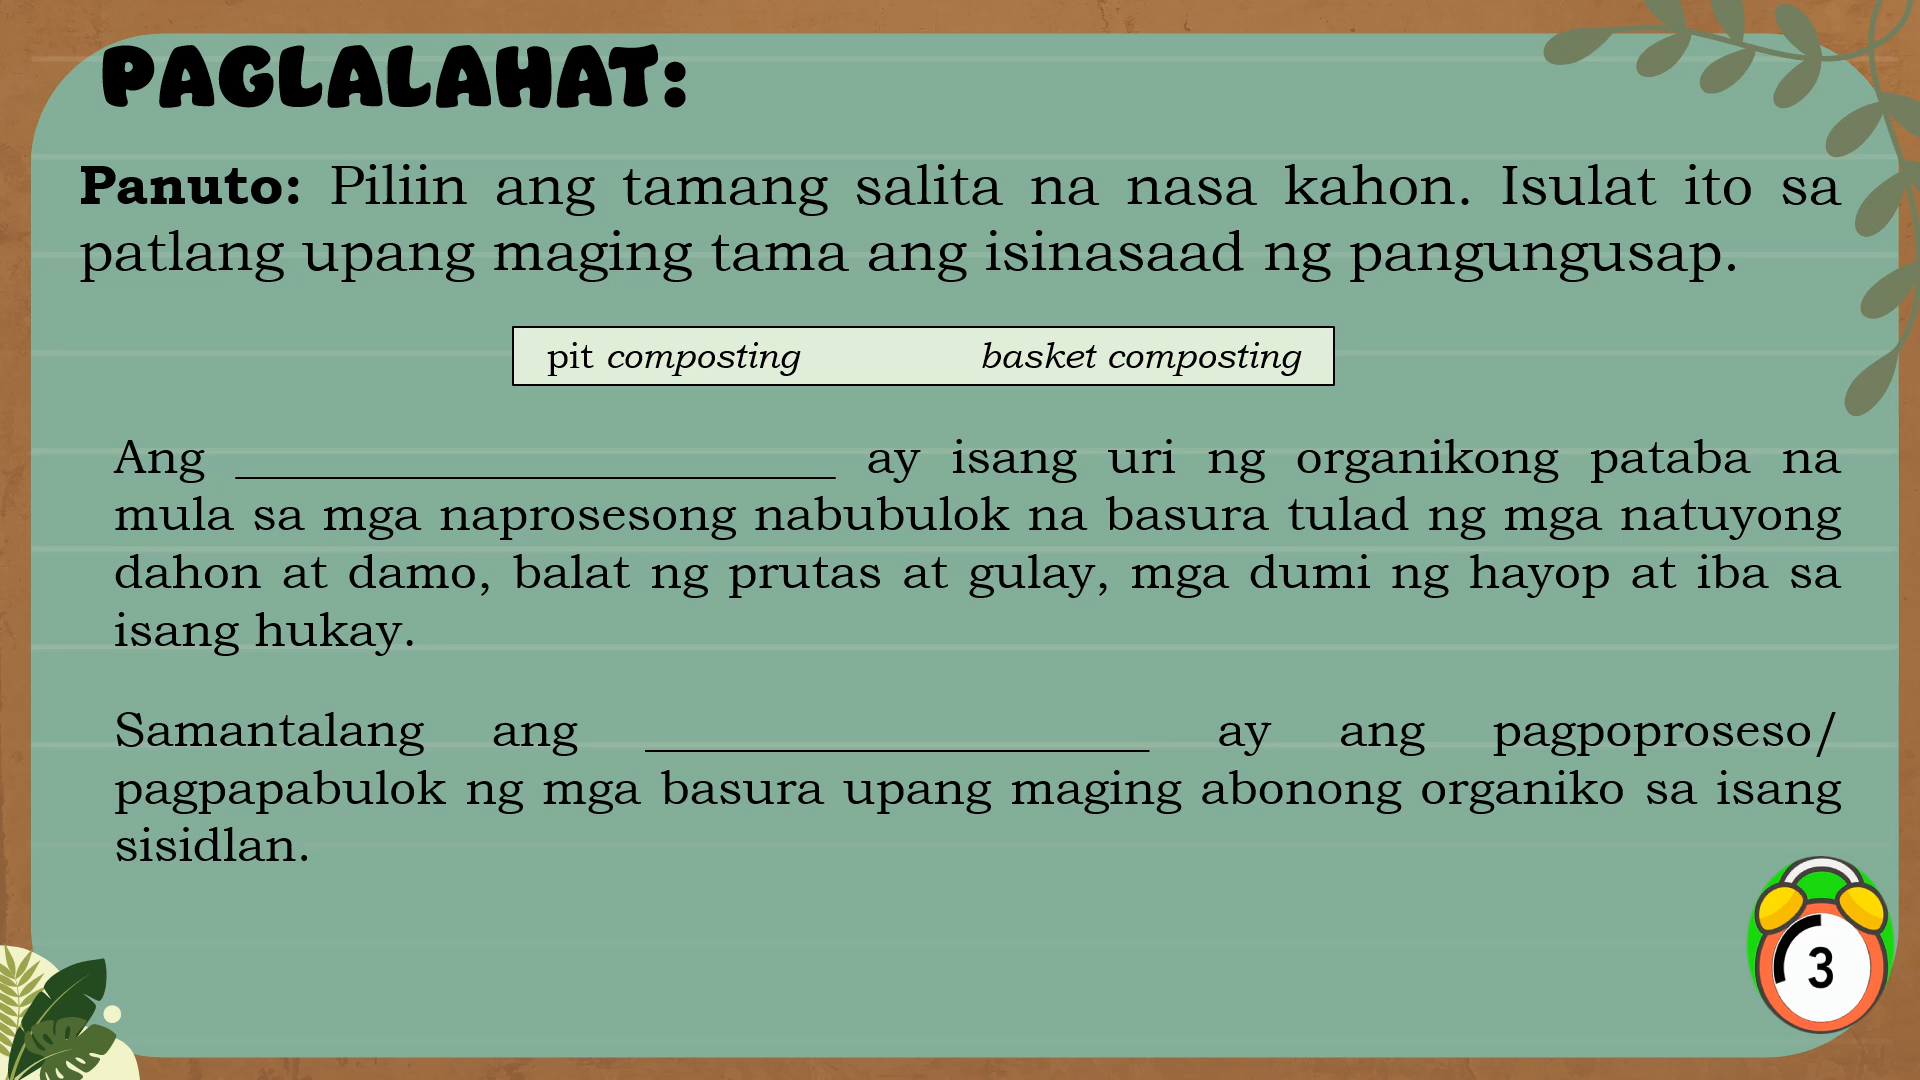 PAGLALAHAT:
Panuto: Piliin ang tamang salita na nasa kahon. Isulat ito sa
patlang upang maging tama ang isinasaad ng pangungusap.
pit composting basket composting
Ang ________________________ ay isang uri ng organikong pataba na
mula sa mga naprosesong nabubulok na basura tulad ng mga natuyong
dahon at damo, balat ng prutas at gulay, mga dumi ng hayop at iba sa
isang hukay.
Samantalang ang ____________________ ay ang pagpoproseso/
pagpapabulok ng mga basura upang maging abonong organiko sa isang
sisidlan.
3